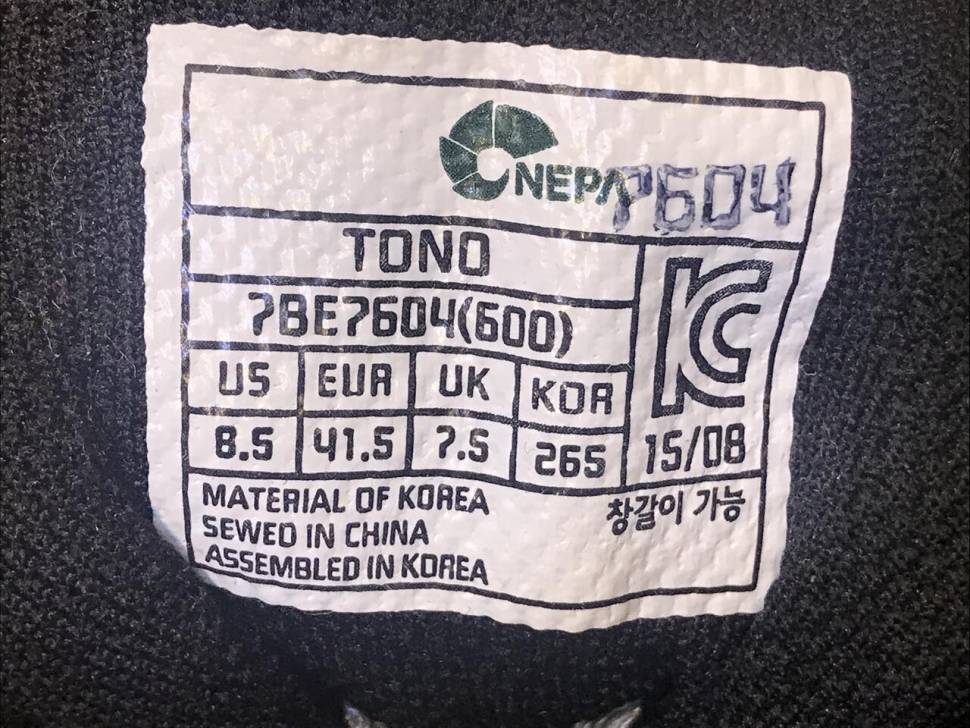 NEPA 7604
TONO
7BE7604(600)
US EUR UK KOR
8.5 41.5 7.5 265
KC
15/08
MATERIAL OF KOREA
SEWED IN CHINA
ASSEMBLED IN KOREA
창갈이 가능